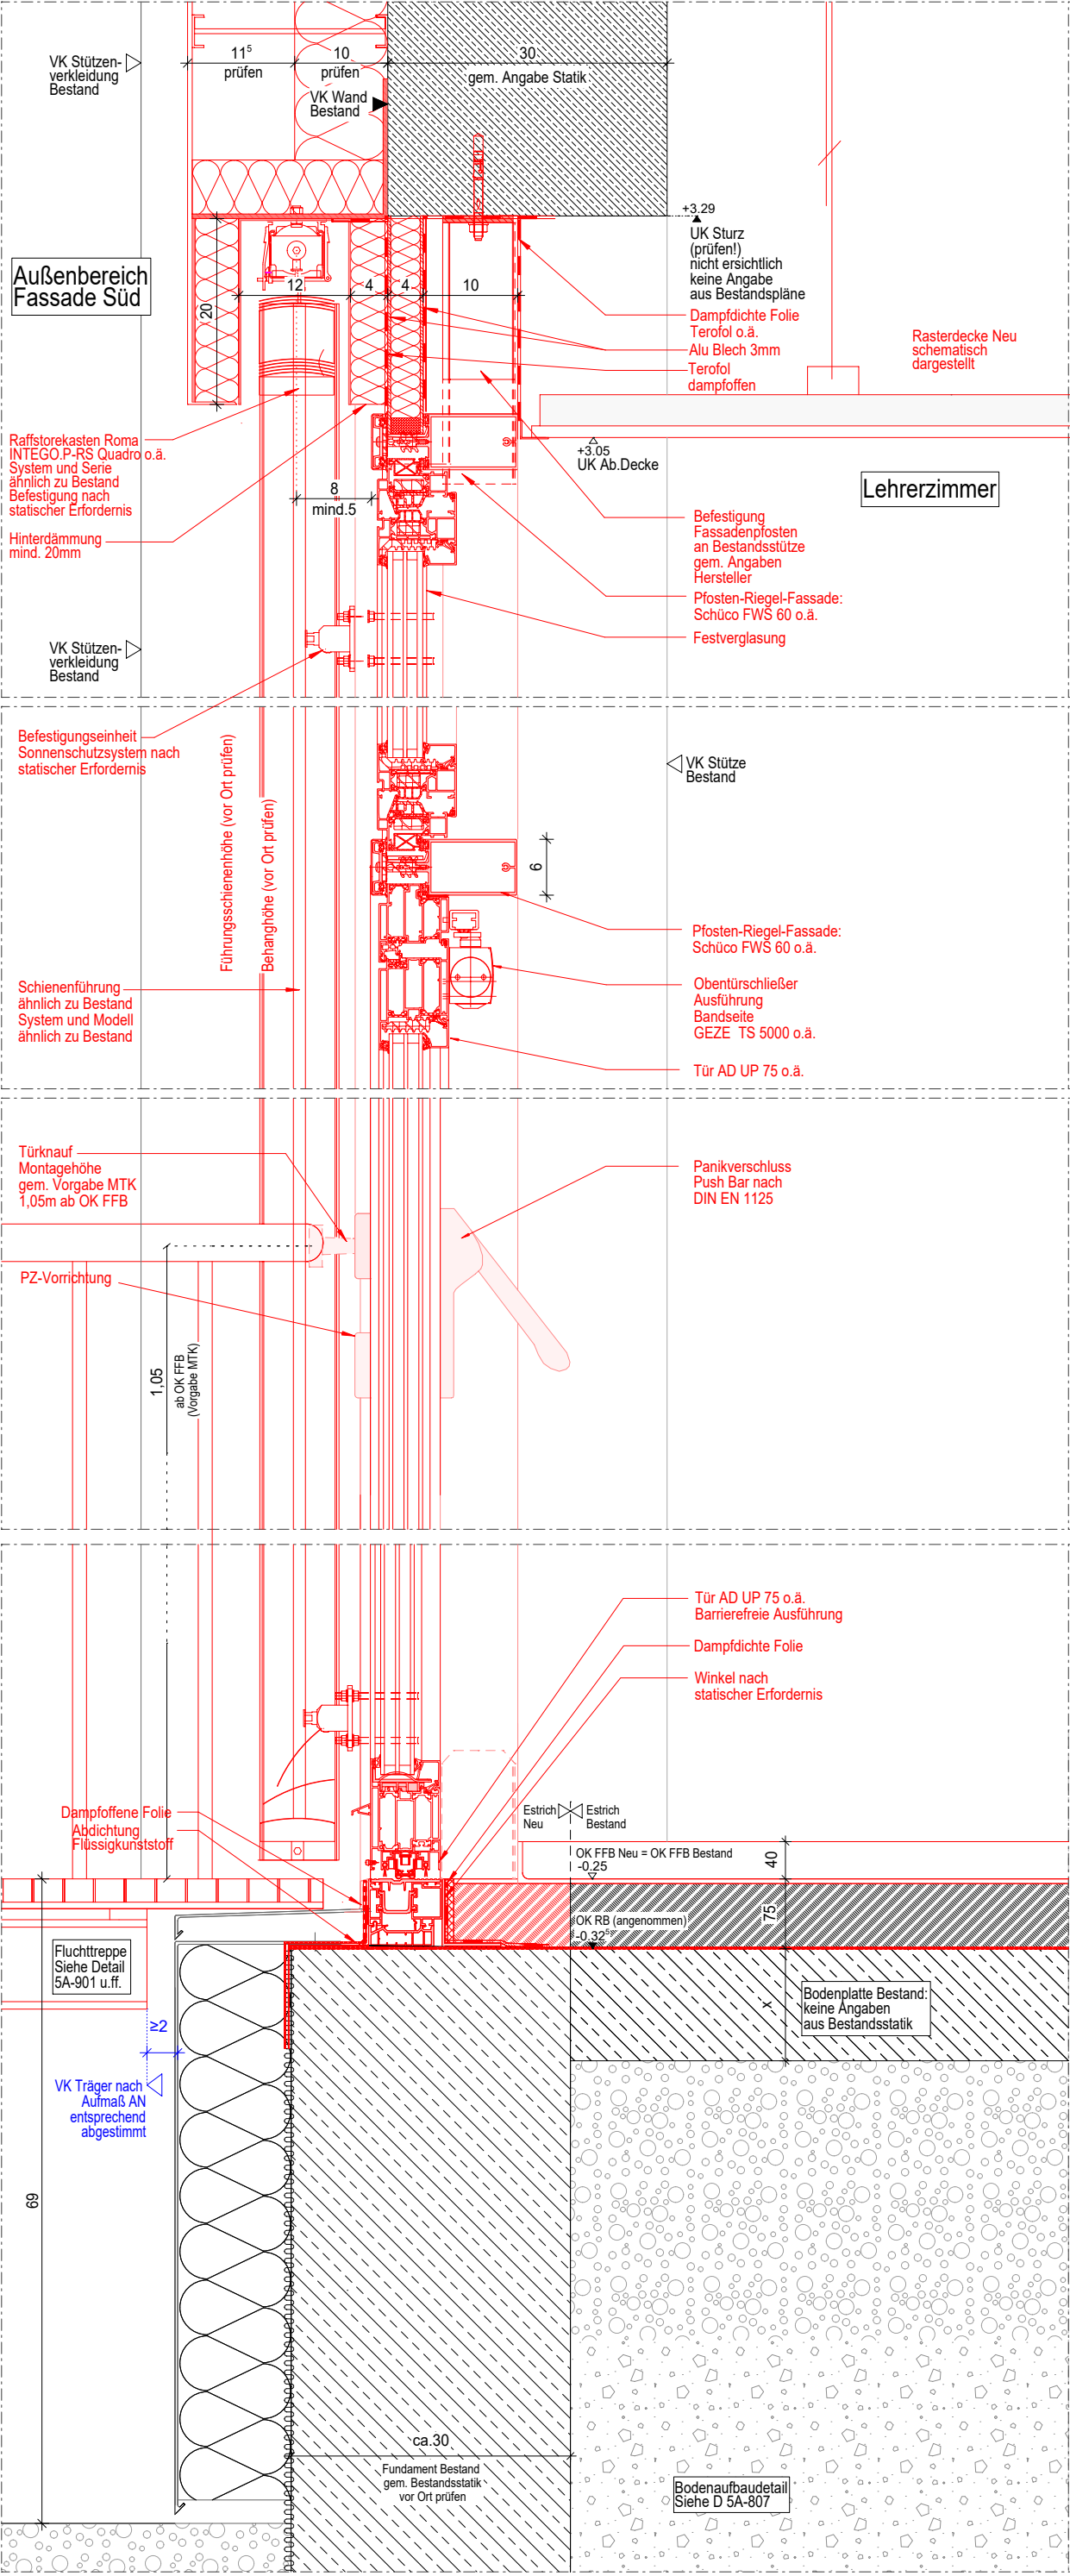 VK Stützen-
verkleidung
Bestand
11⁵
prüfen
10
prüfen
30
gem. Angabe Statik
VK Wand
Bestand
+3.29
UK Sturz
(prüfen!)
nicht ersichtlich
keine Angabe
aus Bestandspläne
Außenbereich
Fassade Süd
12
4
4
10
20
Dampfdichte Folie
Terofol o.ä.
Alu Blech 3mm
Terofol
dampfoffen
Rasterdecke Neu
schematisch
dargestellt
Raffstorekasten Roma
INTEGO.P-RS Quadro o.ä.
System und Serie
ähnlich zu Bestand
Befestigung nach
statischer Erfordernis
+3.05
UK Ab.Decke
Lehrerzimmer
8
mind.5
Hinterdämmung
mind. 20mm
Befestigung
Fassadenpfosten
an Bestandsstütze
gem. Angaben
Hersteller
Pfosten-Riegel-Fassade:
Schüco FWS 60 o.ä.
Festverglasung
VK Stützen-
verkleidung
Bestand
Befestigungseinheit
Sonnenschutzsystem nach
statischer Erfordernis
Führungsschienenhöhe (vor Ort prüfen)
Behanghöhe (vor Ort prüfen)
VK Stütze
Bestand
6
Pfosten-Riegel-Fassade:
Schüco FWS 60 o.ä.
Schienenführung
ähnlich zu Bestand
System und Modell
ähnlich zu Bestand
Obentürschließer
Ausführung
Bandseite
GEZE TS 5000 o.ä.
Tür AD UP 75 o.ä.
Türknauf
Montagehöhe
gem. Vorgabe MTK
1,05m ab OK FFB
Panikverschluss
Push Bar nach
DIN EN 1125
PZ-Vorrichtung
1,05
ab OK FFB
(Vorgabe MTK)
Tür AD UP 75 o.ä.
Barrierefreie Ausführung
Dampfdichte Folie
Winkel nach
statischer Erfordernis
Dampfoffene Folie
Abdichtung
Flüssigkunststoff
Estrich
Neu
Estrich
Bestand
OK FFB Neu = OK FFB Bestand
-0.25
40
75
OK RB (angenommen)
-0.32⁵
Fluchttreppe
Siehe Detail
5A-901 u.ff.
Bodenplatte Bestand:
keine Angaben
aus Bestandsstatik
x
≥2
VK Träger nach
Aufmaß AN
entsprechend
abgestimmt
69
ca.30
Fundament Bestand
gem. Bestandsstatik
vor Ort prüfen
Bodenaufbaudetail
Siehe D 5A-807